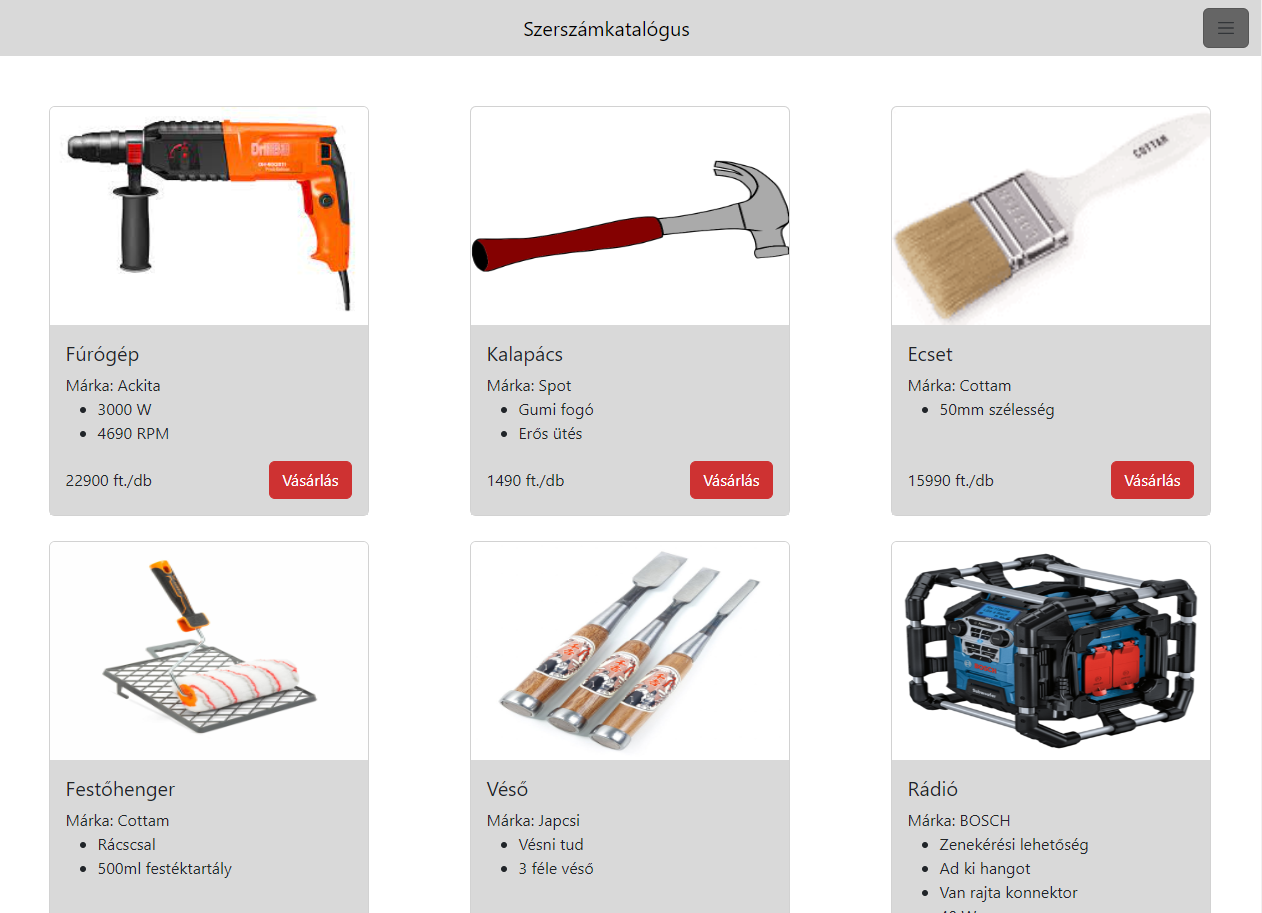 Szerszámkatalógus
COTTAM
Fúrógép
Márka: Ackita
3000 W
4690 RPM
22900 ft./db
Vásárlás
Kalapács
Márka: Spot
Gumi fogó
Erős ütés
1490 ft./db
Vásárlás
Ecset
Márka: Cottam
50mm szélesség
15990 ft./db
Vásárlás
Festőhenger
Márka: Cottam
Rácscsal
500ml festéktartály
Véső
Márka: Japcsi
Vésni tud
3 féle véső
Rádió
Márka: BOSCH
Zenekérési lehetőség
Ad ki hangot
Van rajta konnektor